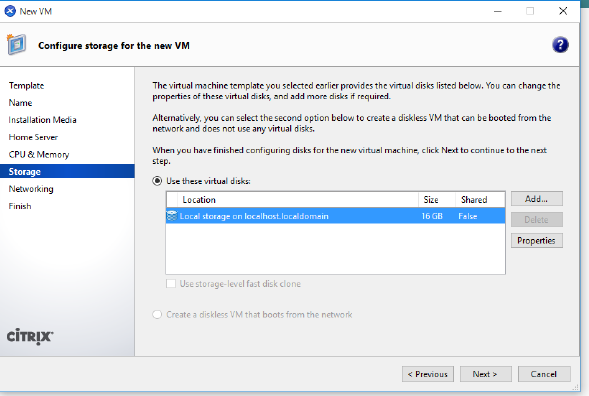 New VM
Configure storage for the new VM
?
Template
Name
Installation Media
Home Server
CPU & Memory
Storage
Networking
Finish
CITRIX
The virtual machine template you selected earlier provides the virtual disks listed below. You can change the
properties of these virtual disks, and add more disks if required.
Alternatively, you can select the second option below to create a diskless VM that can be booted from the
network and does not use any virtual disks.
When you have finished configuring disks for the new virtual machine, click Next to continue to the next
step.
Use these virtual disks:
Location Size Shared
Local storage on localhost.localdomain 16 GB False
Add...
Delete
Properties
Use storage-level fast disk clone
Create a diskless VM that boots from the network
< Previous Next > Cancel